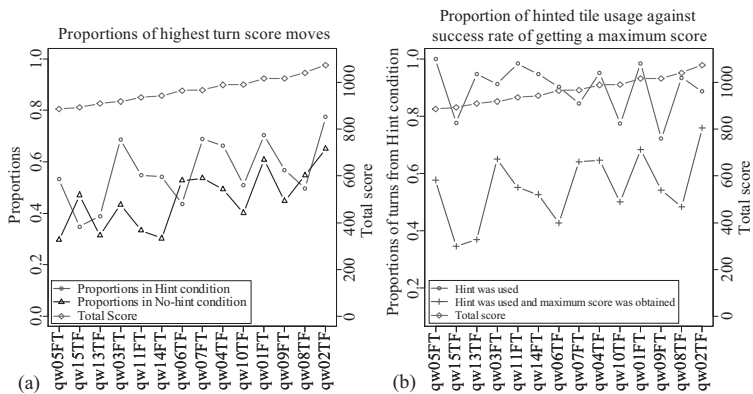 Proportions of highest turn score moves
Proportions
1.0
0.8
0.6
0.4
0.2
0.0
Total score
1000
800
600
400
200
0
Proportions in Hint condition
Proportions in No-hint condition
Total Score
qw05FT
qw15TF
qw13TF
qw03FT
qw11FT
qw14FT
qw06TF
qw07FT
qw04TF
qw10TF
qw01FT
qw09FT
qw08TF
qw02TF
(a)
Proportion of hinted tile usage against
success rate of getting a maximum score
Proportions of turns from Hint condition
1.0
0.8
0.6
0.4
0.2
Total score
1000
800
600
400
200
0
Hint was used
Hint was used and maximum score was obtained
Total score
qw05FT
qw15TF
qw13TF
qw03FT
qw11FT
qw14FT
qw06TF
qw07FT
qw04TF
qw10TF
qw01FT
qw09FT
qw08TF
qw02TF
(b)